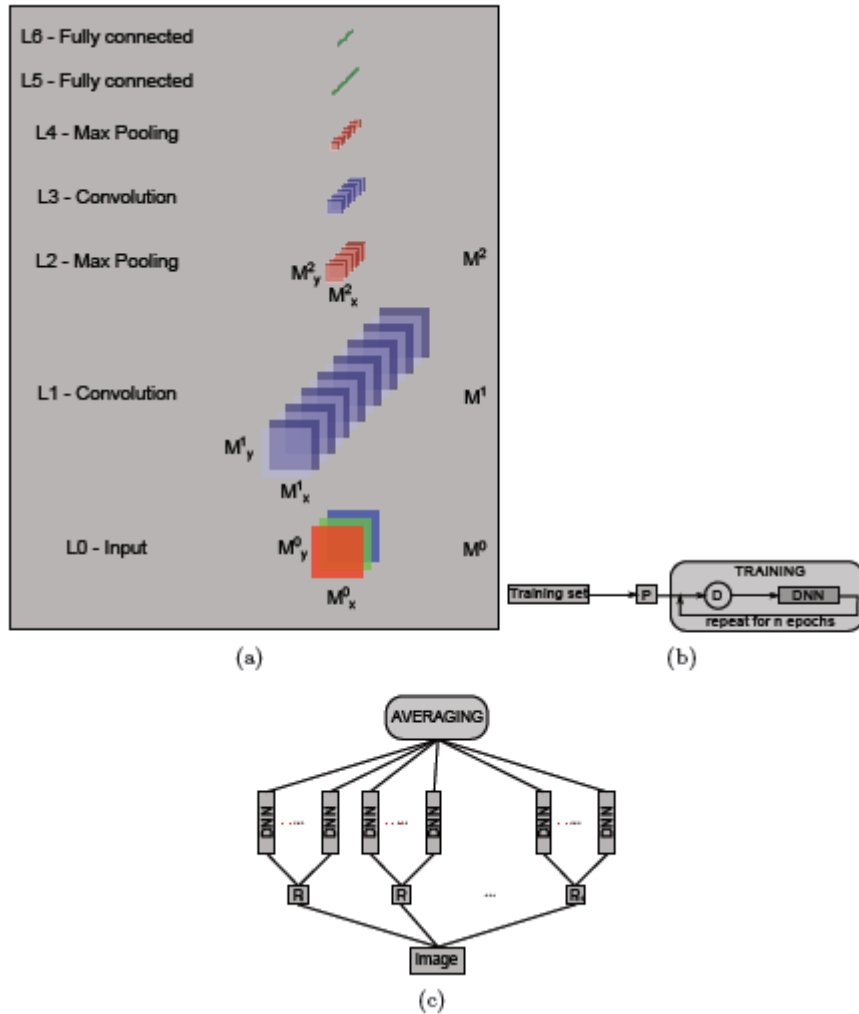 L6 - Fully connected
L5 - Fully connected
L4 - Max Pooling
L3 - Convolution
L2 - Max Pooling
M²y
M²x
M²
L1 - Convolution
M¹y
M¹x
M¹
L0 - Input
M⁰y
M⁰x
M⁰
(a)
TRAINING
Training set
P
D
DNN
repeat for n epochs
(b)
AVERAGING
DNN ...... DNN DNN ...... DNN DNN ...... DNN
R R ... R
Image
(c)